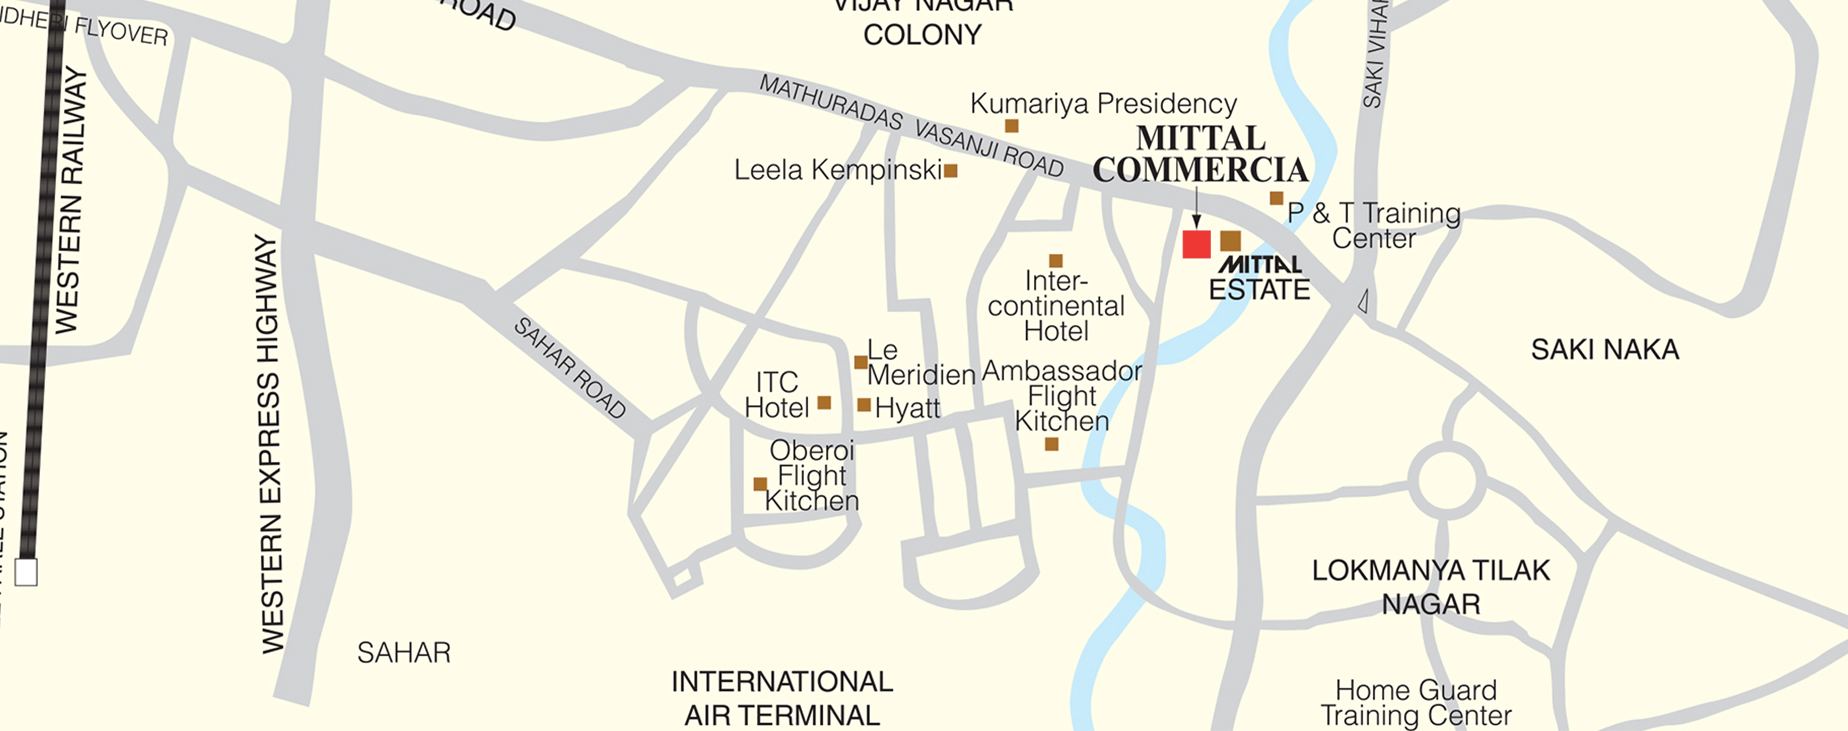 ROAD
VIJAY NAGAR
COLONY
FLYOVER
WESTERN RAILWAY
WESTERN EXPRESS HIGHWAY
MATHURADAS VASANJI ROAD
Kumariya Presidency
Leela Kempinski
MITTAL
COMMERCIA
P & T Training
Center
MITTAL
ESTATE
SAKI NAKA
Inter-
continental
Hotel
SAHAR ROAD
Le
Meridien
ITC
Hotel
Hyatt
Ambassador
Flight
Kitchen
Oberoi
Flight
Kitchen
LOKMANYA TILAK
NAGAR
SAHAR
INTERNATIONAL
AIR TERMINAL
Home Guard
Training Center
SAKI VIHAR